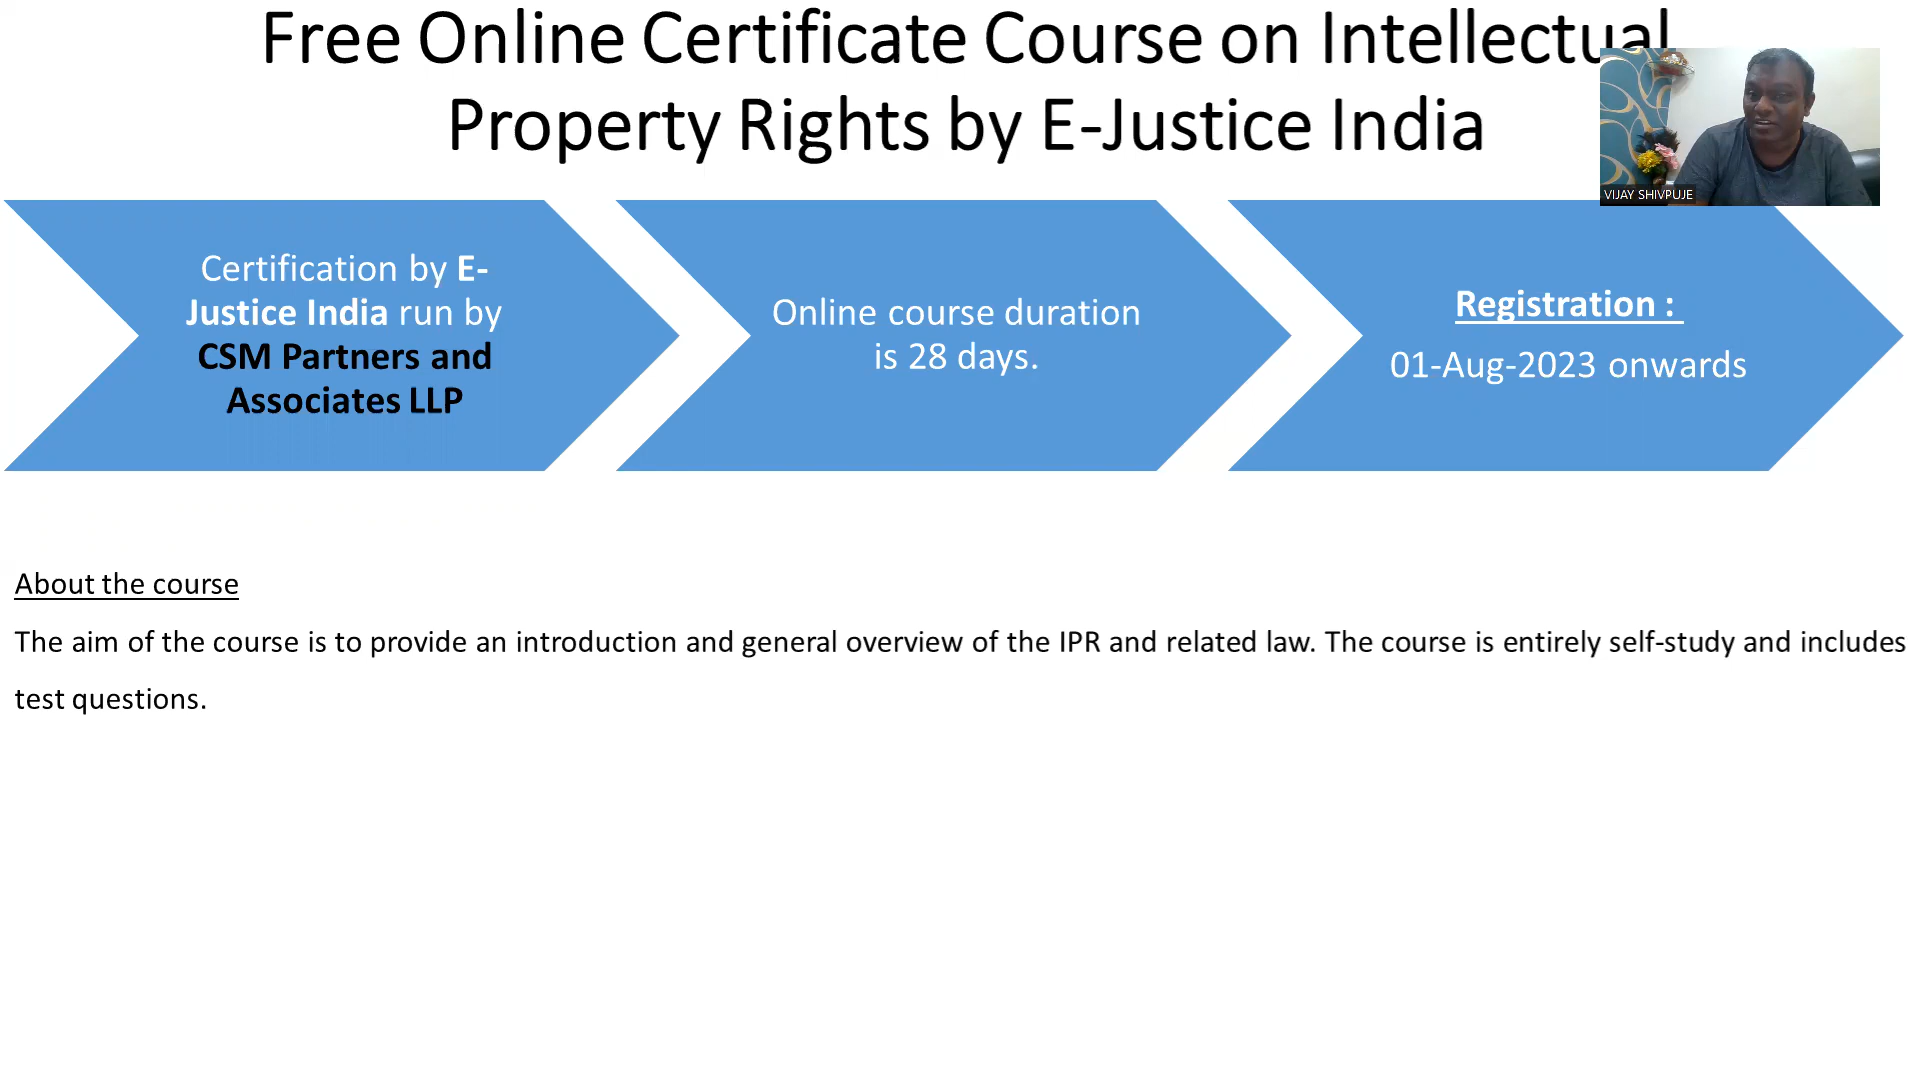 Free Online Certificate Course on Intellectual
Property Rights by E-Justice India
VIJAY SHIVPUJE
Certification by E-
Justice India run by
CSM Partners and
Associates LLP
Online course duration
is 28 days.
Registration :
01-Aug-2023 onwards
About the course
The aim of the course is to provide an introduction and general overview of the IPR and related law. The course is entirely self-study and includes
test questions.